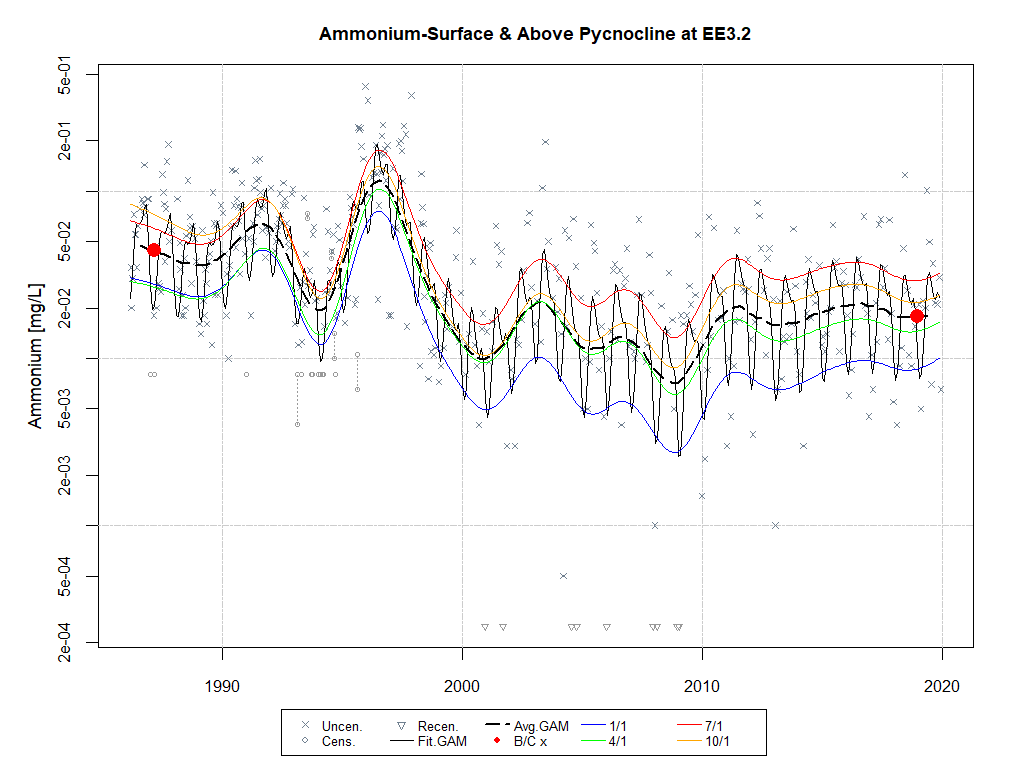 Ammonium-Surface & Above Pycnocline at EE3.2
Ammonium [mg/L]
5e-01
2e-01
5e-02
2e-02
5e-03
2e-03
5e-04
2e-04
1990 2000 2010 2020
Uncen. Recen. Avg.GAM 1/1 7/1
Cens. Fit.GAM B/C x 4/1 10/1